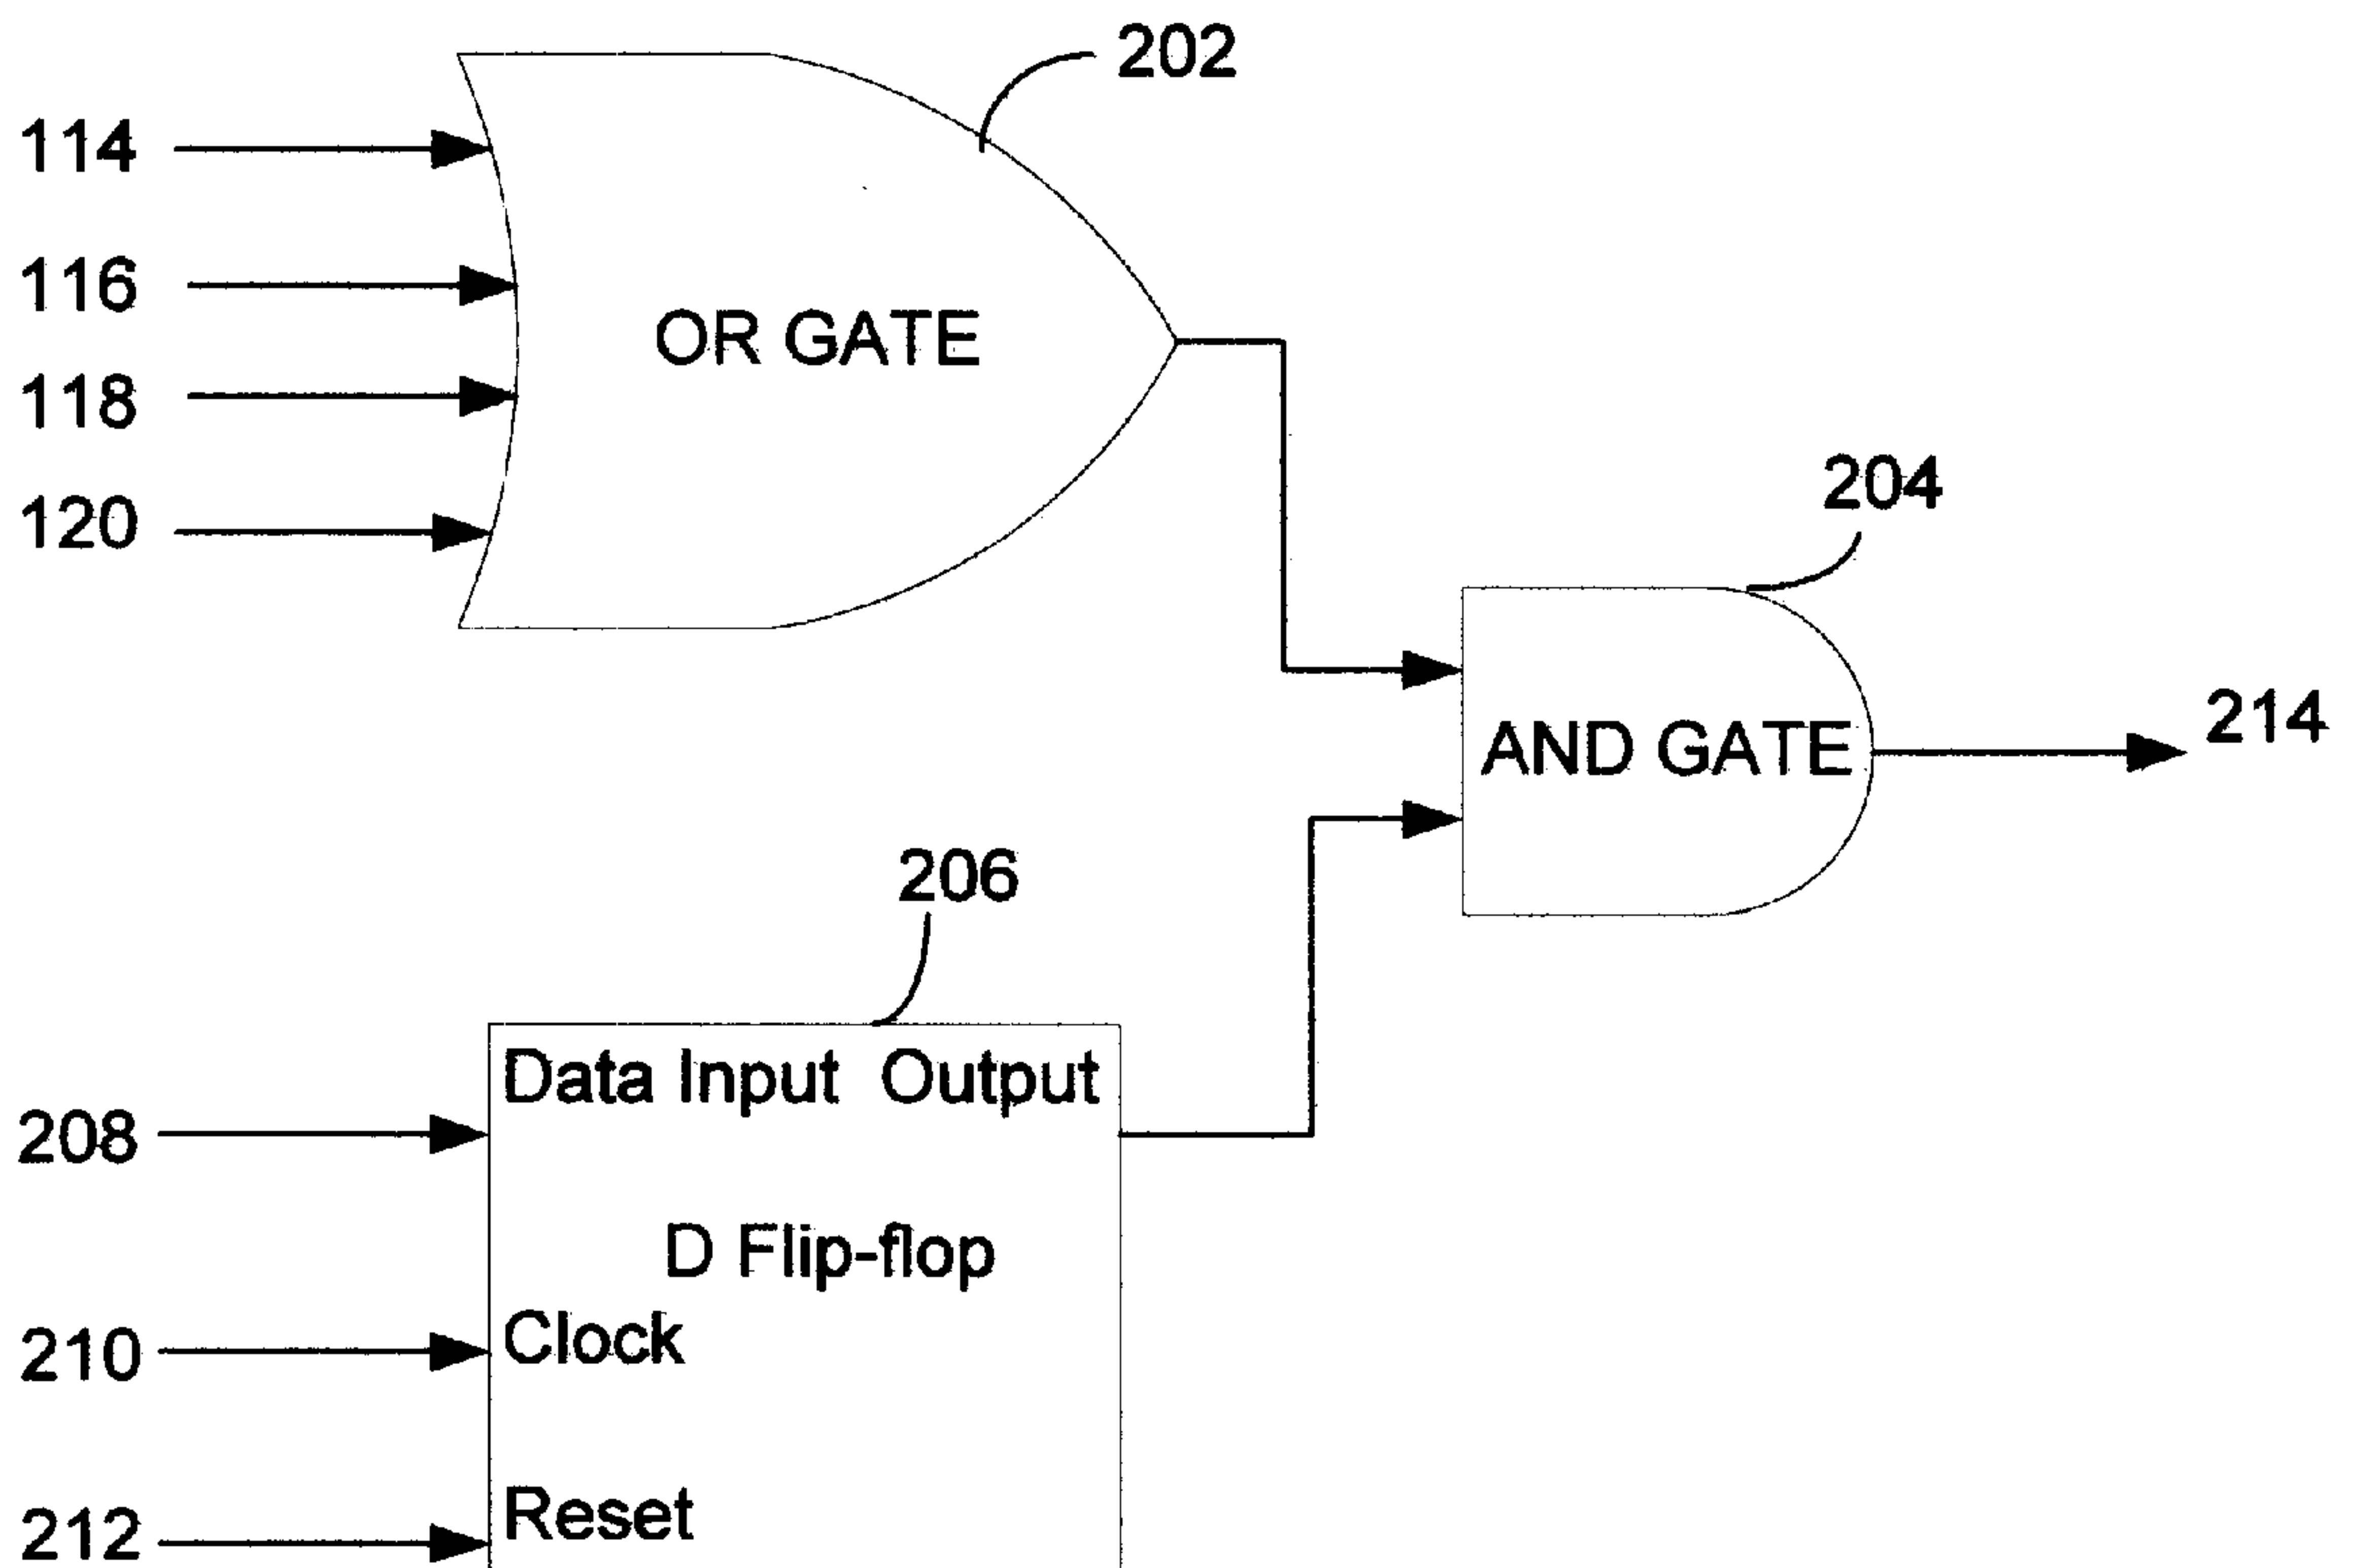 202
114
116
OR GATE
118
120
204
214
AND GATE
206
Data Input Output
208
D Flip-flop
210
Clock
212
Reset